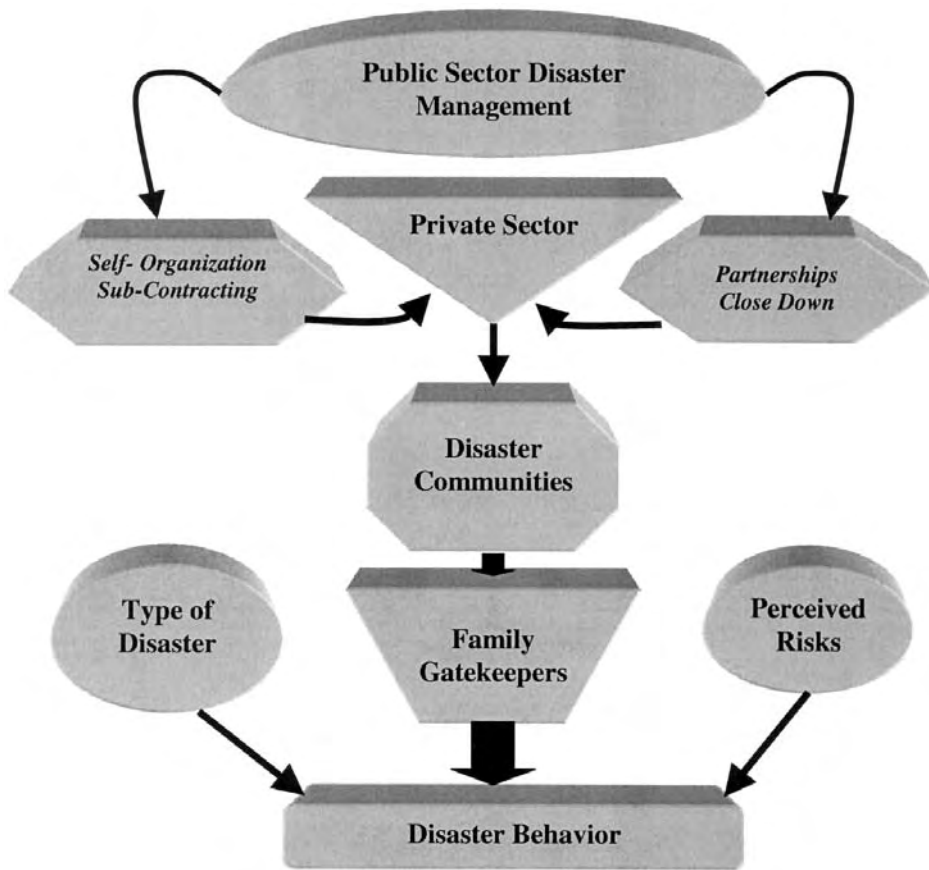 Public Sector Disaster
Management
Private Sector
Self- Organization
Sub-Contracting
Partnerships
Close Down
Disaster
Communities
Type of
Disaster
Family
Gatekeepers
Perceived
Risks
Disaster Behavior